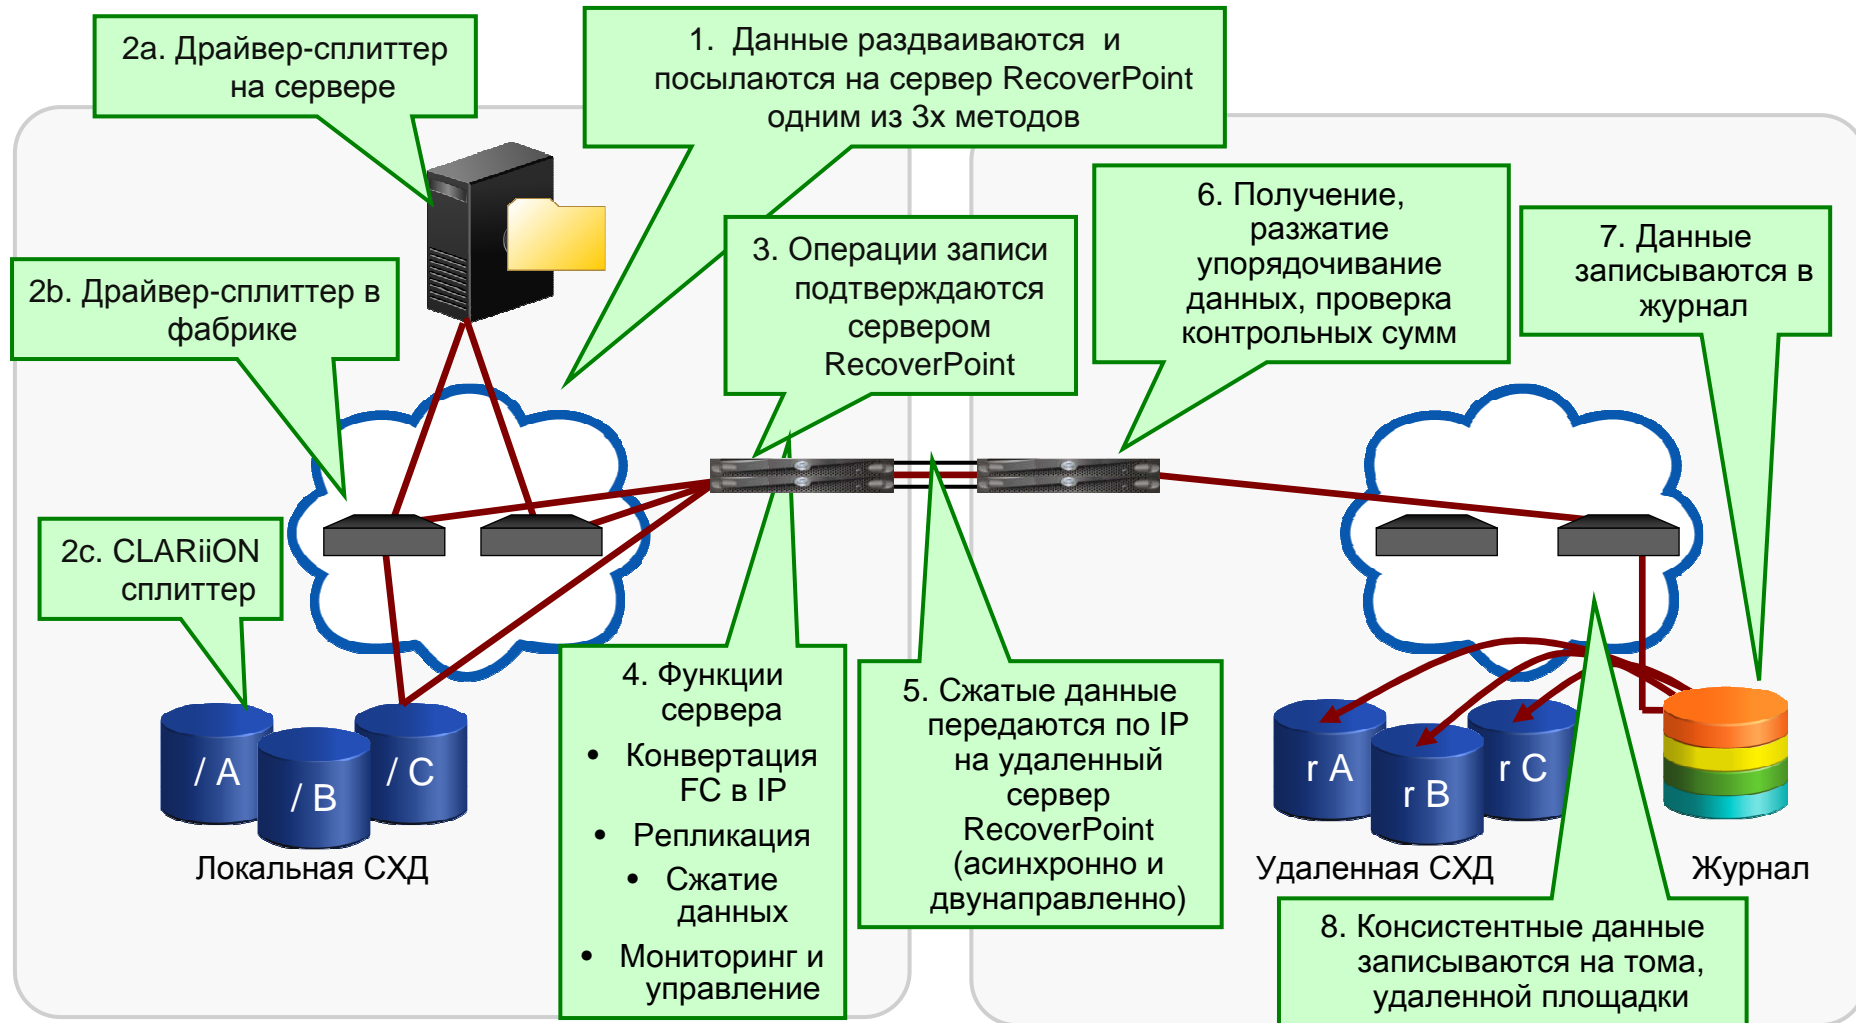 2a. Драйвер-сплиттер
на сервере
1. Данные раздваиваются и
посылаются на сервер RecoverPoint
одним из 3х методов
2b. Драйвер-сплиттер в
фабрике
3. Операции записи
подтверждаются
сервером
RecoverPoint
6. Получение,
разжатие
упорядочивание
данных, проверка
контрольных сумм
7. Данные
записываются в
журнал
2c. CLARiiON
сплиттер
4. Функции
сервера
• Конвертация
FC в IP
• Репликация
• Сжатие
данных
• Мониторинг и
управление
5. Сжатые данные
передаются по IP
на удаленный
сервер
RecoverPoint
(асинхронно и
двунаправленно)
/ A
/ B
/ C
Локальная СХД
r A
r B
r C
Удаленная СХД
Журнал
8. Консистентные данные
записываются на тома,
удаленной площадки